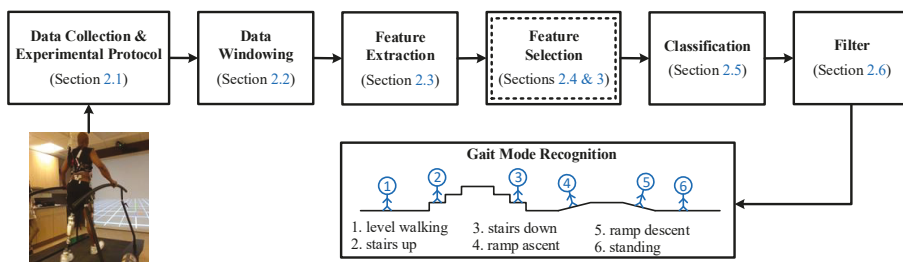 Data Collection &
Experimental Protocol
(Section 2.1)
Data
Windowing
(Section 2.2)
Feature
Extraction
(Section 2.3)
Feature
Selection
(Sections 2.4 & 3)
Classification
(Section 2.5)
Filter
(Section 2.6)
Gait Mode Recognition
1 2 3 4 5 6
1. level walking
2. stairs up
3. stairs down
4. ramp ascent
5. ramp descent
6. standing